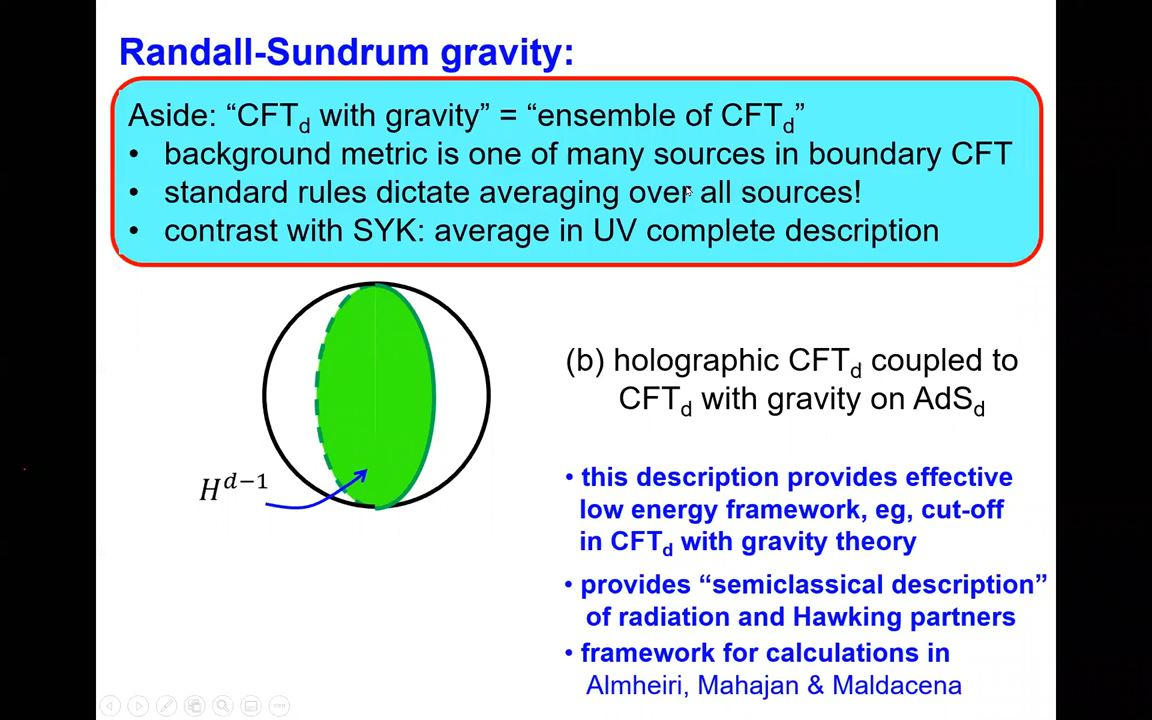 Randall-Sundrum gravity:
Aside: “CFTd with gravity” = “ensemble of CFTd”
• background metric is one of many sources in boundary CFT
• standard rules dictate averaging over all sources!
• contrast with SYK: average in UV complete description
(b) holographic CFTd coupled to
CFTd with gravity on AdSd
H^{d−1}
• this description provides effective
low energy framework, eg, cut-off
in CFTd with gravity theory
• provides “semiclassical description”
of radiation and Hawking partners
• framework for calculations in
Almheiri, Mahajan & Maldacena